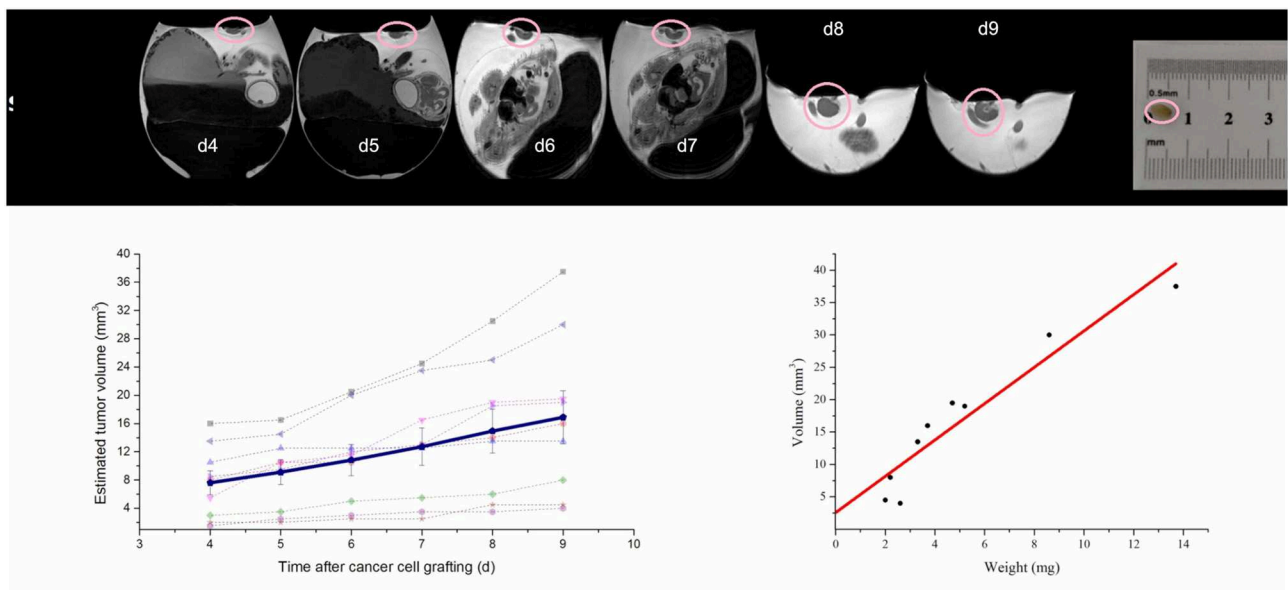 d4
d5
d6
d7
d8
d9
0.5mm
1 2 3
mm
Estimated tumor volume (mm³)
40
36
32
28
24
20
16
12
8
4
3 4 5 6 7 8 9 10
Time after cancer cell grafting (d)
Volume (mm³)
40
35
30
25
20
15
10
5
0 2 4 6 8 10 12 14
Weight (mg)